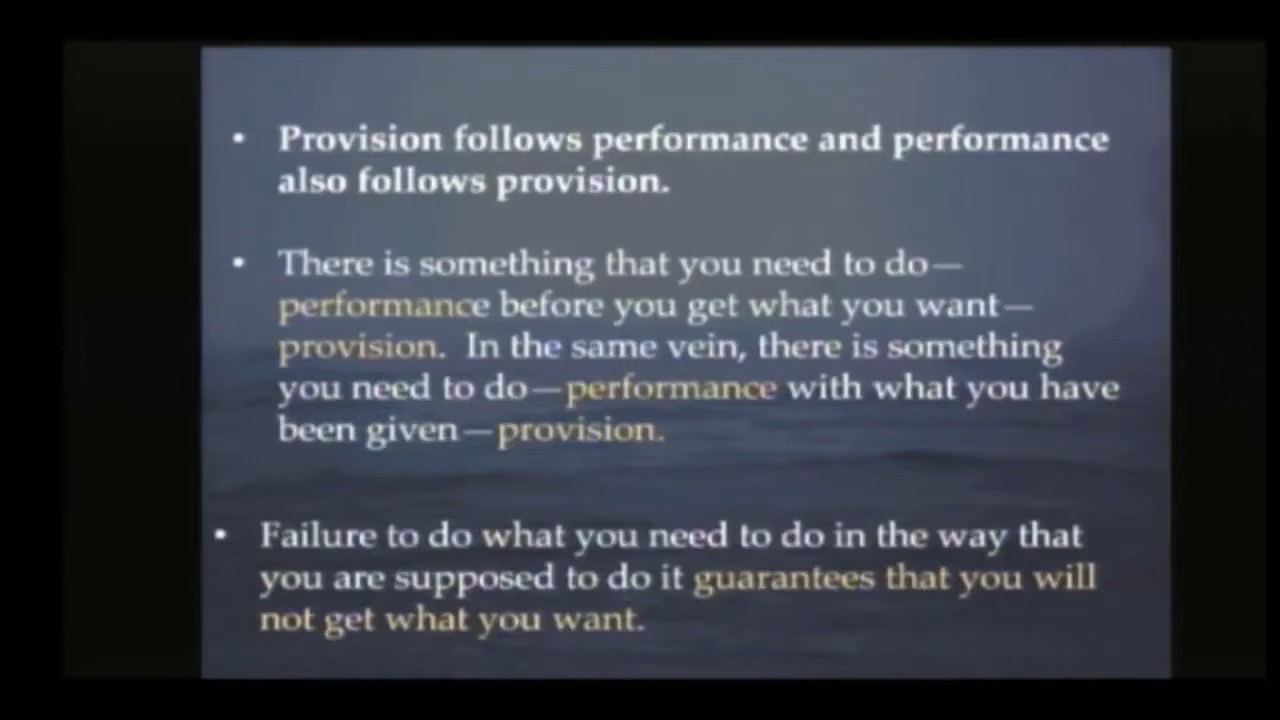 • Provision follows performance and performance
also follows provision.
• There is something that you need to do—
performance before you get what you want—
provision. In the same vein, there is something
you need to do—performance with what you have
been given—provision.
• Failure to do what you need to do in the way that
you are supposed to do it guarantees that you will
not get what you want.